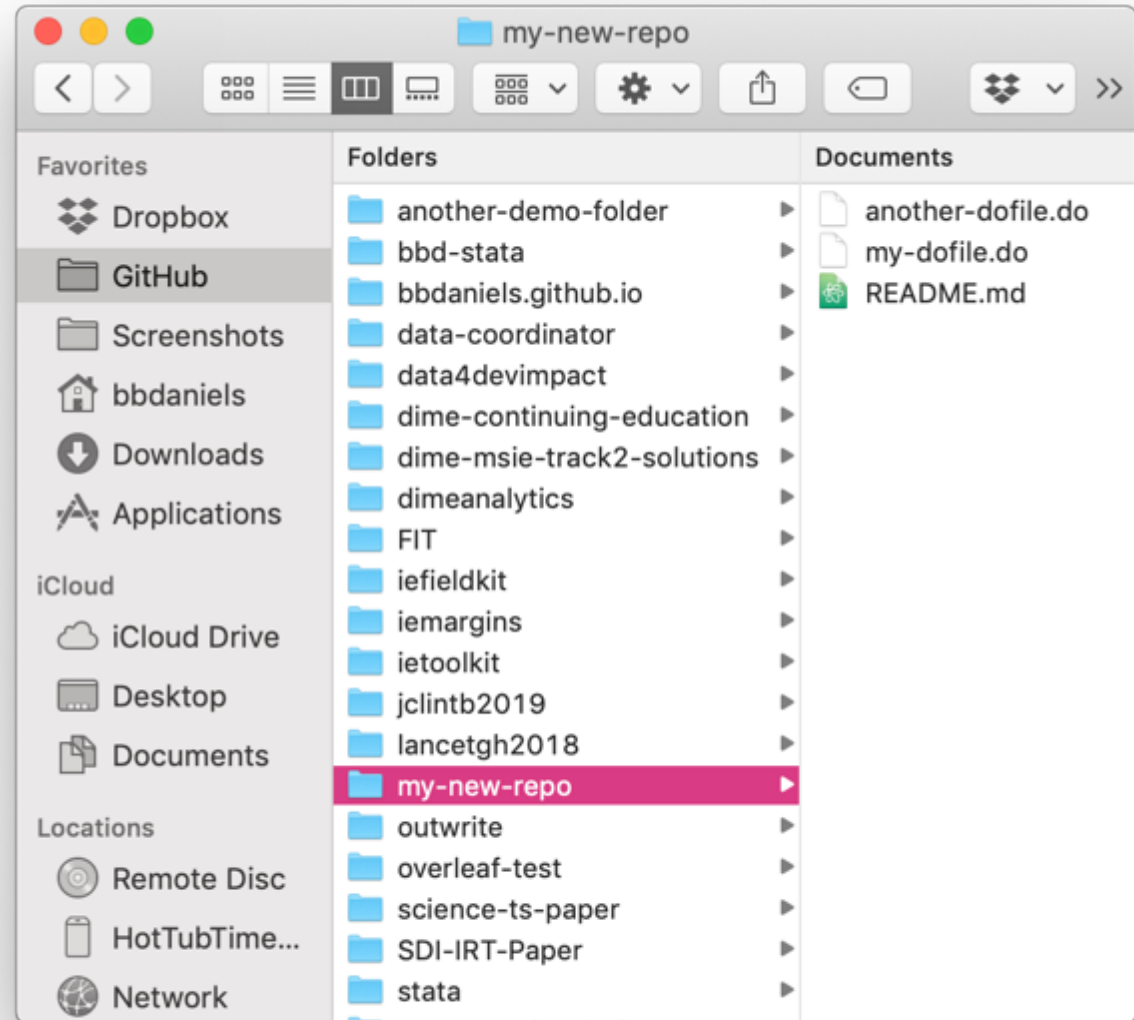 my-new-repo
Favorites
Dropbox
GitHub
Screenshots
bbdaniels
Downloads
Applications
iCloud
iCloud Drive
Desktop
Documents
Locations
Remote Disc
HotTubTime...
Network
Folders
another-demo-folder
bbd-stata
bbdaniels.github.io
data-coordinator
data4devimpact
dime-continuing-education
dime-msie-track2-solutions
dimeanalytics
FIT
iefieldkit
iemargins
ietoolkit
jclintb2019
lancetgh2018
my-new-repo
outwrite
overleaf-test
science-ts-paper
SDI-IRT-Paper
stata
Documents
another-dofile.do
my-dofile.do
README.md